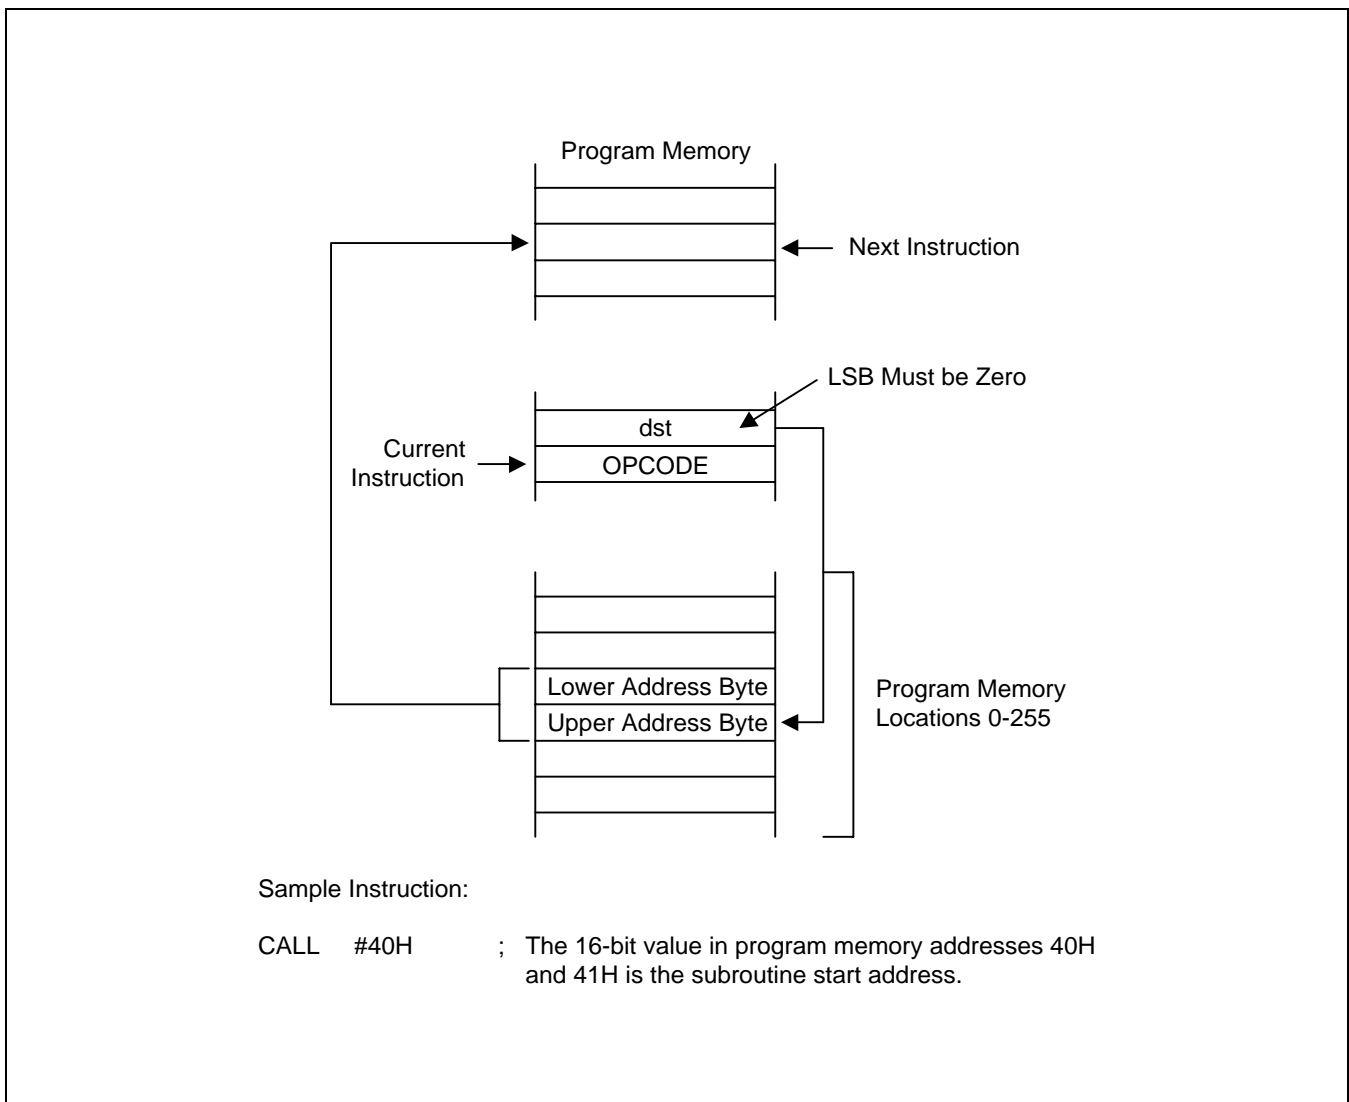 Program Memory
Next Instruction
LSB Must be Zero
dst
Current
Instruction
OPCODE
Lower Address Byte
Upper Address Byte
Program Memory
Locations 0-255
Sample Instruction:
CALL #40H ; The 16-bit value in program memory addresses 40H
and 41H is the subroutine start address.